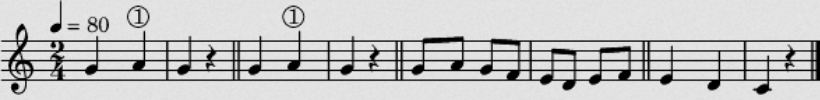 ♩ = 80 ① ①
2
4